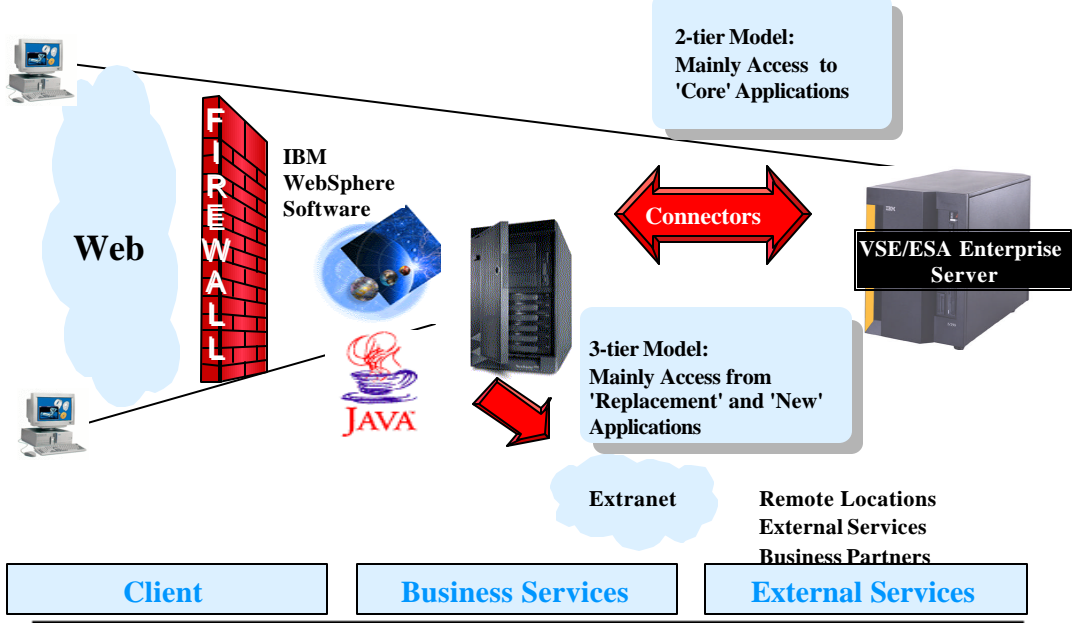 2-tier Model:
Mainly Access to
'Core' Applications
FIREWALL
IBM
WebSphere
Software
Web
Connectors
IBM
VSE/ESA Enterprise
Server
JAVA
3-tier Model:
Mainly Access from
'Replacement' and 'New'
Applications
Extranet
Remote Locations
External Services
Business Partners
Client
Business Services
External Services